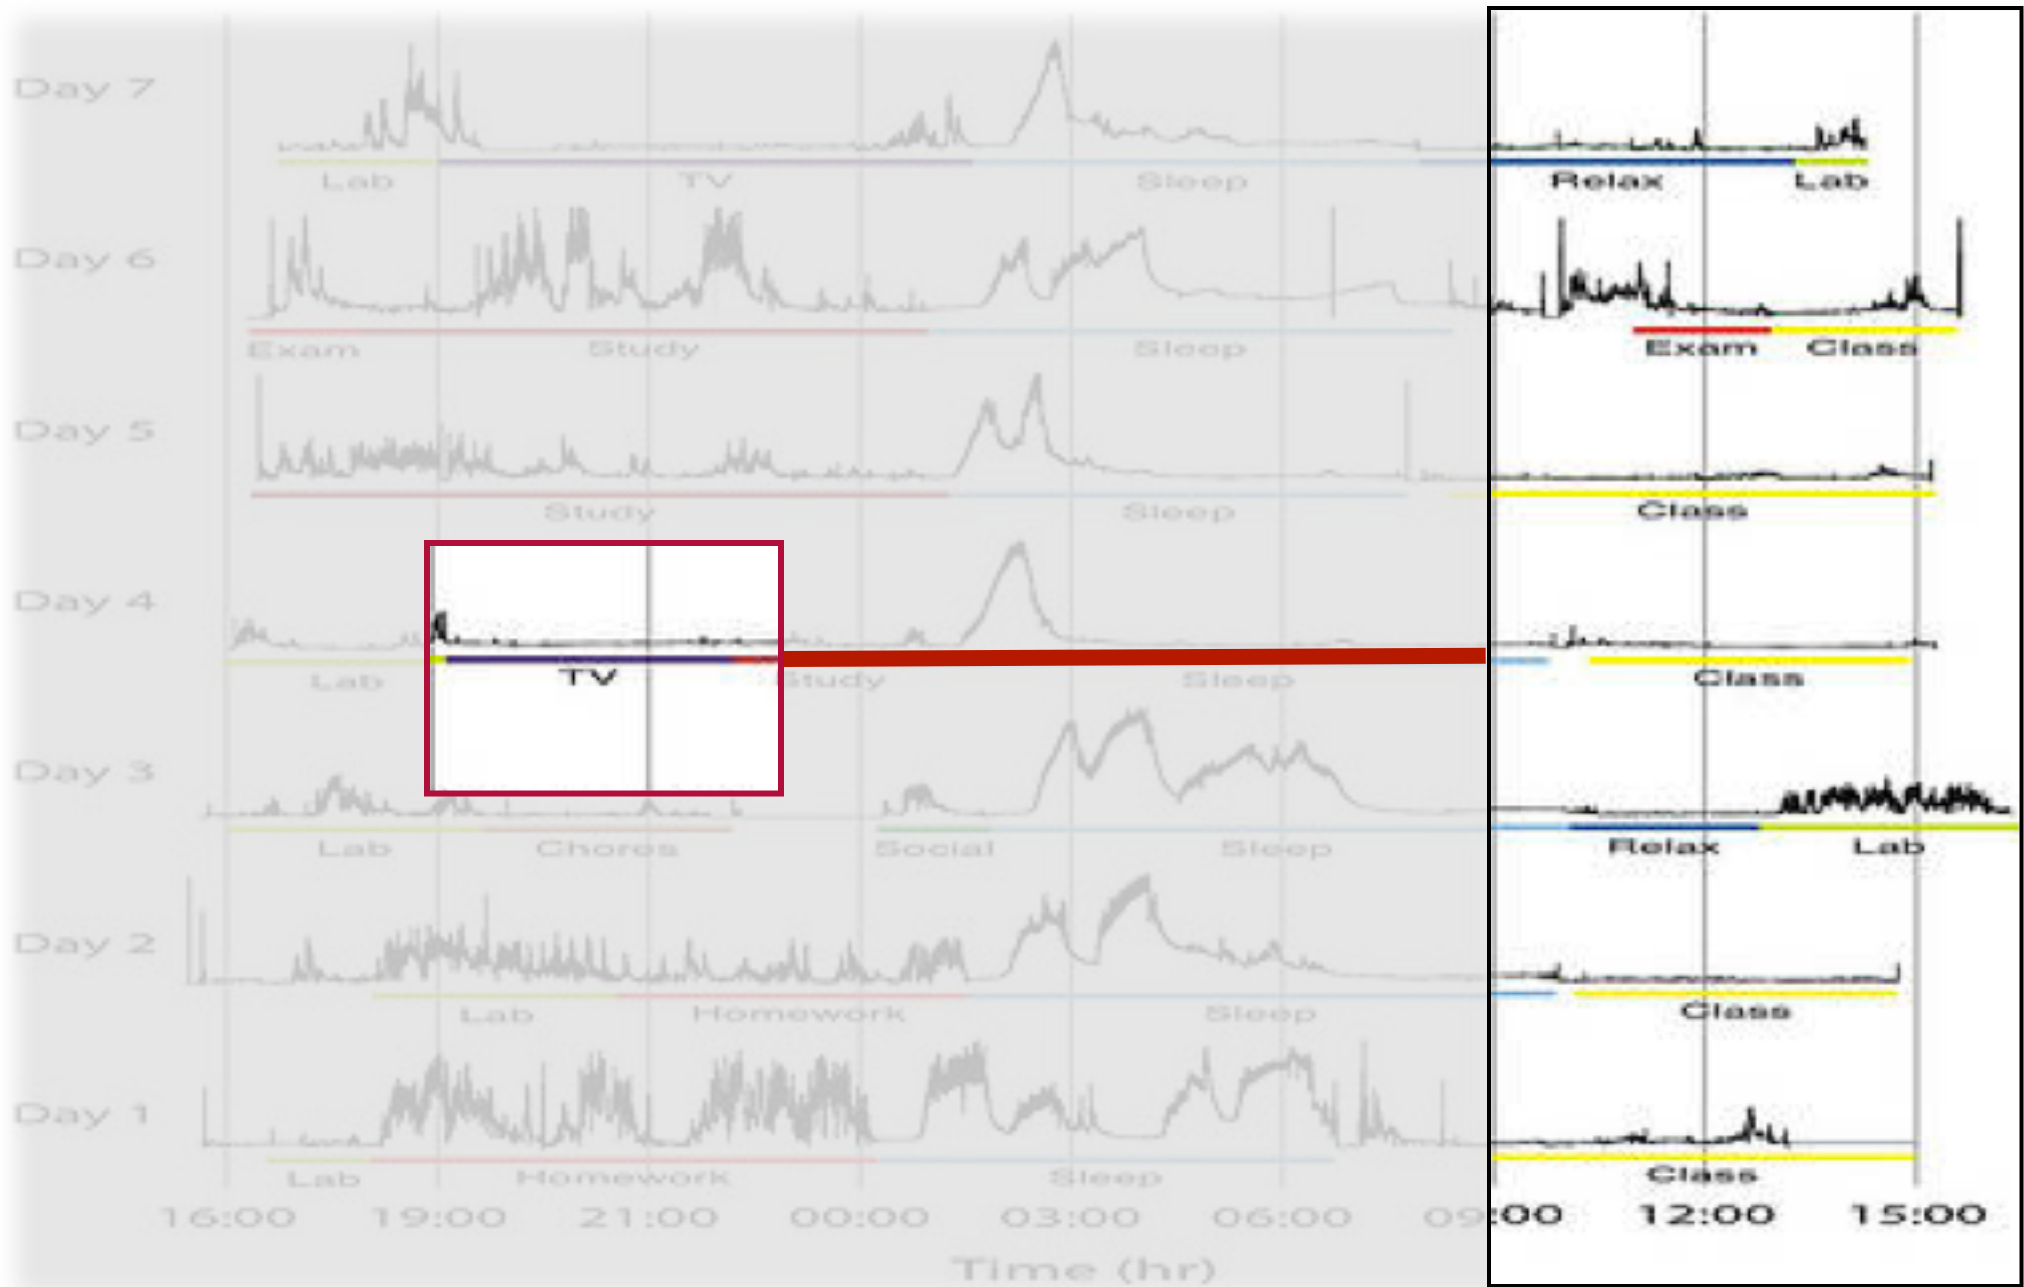 Day 7
Lab TV Sleep Relax Lab
Day 6
Exam Study Sleep Exam Class
Day 5
Study Sleep Class
Day 4
Lab TV Study Sleep Class
Day 3
Lab Chores Social Sleep Relax Lab
Day 2
Lab Homework Sleep Class
Day 1
Lab Homework Sleep Class
16:00 19:00 21:00 00:00 03:00 06:00 09:00 12:00 15:00
Time (hr)